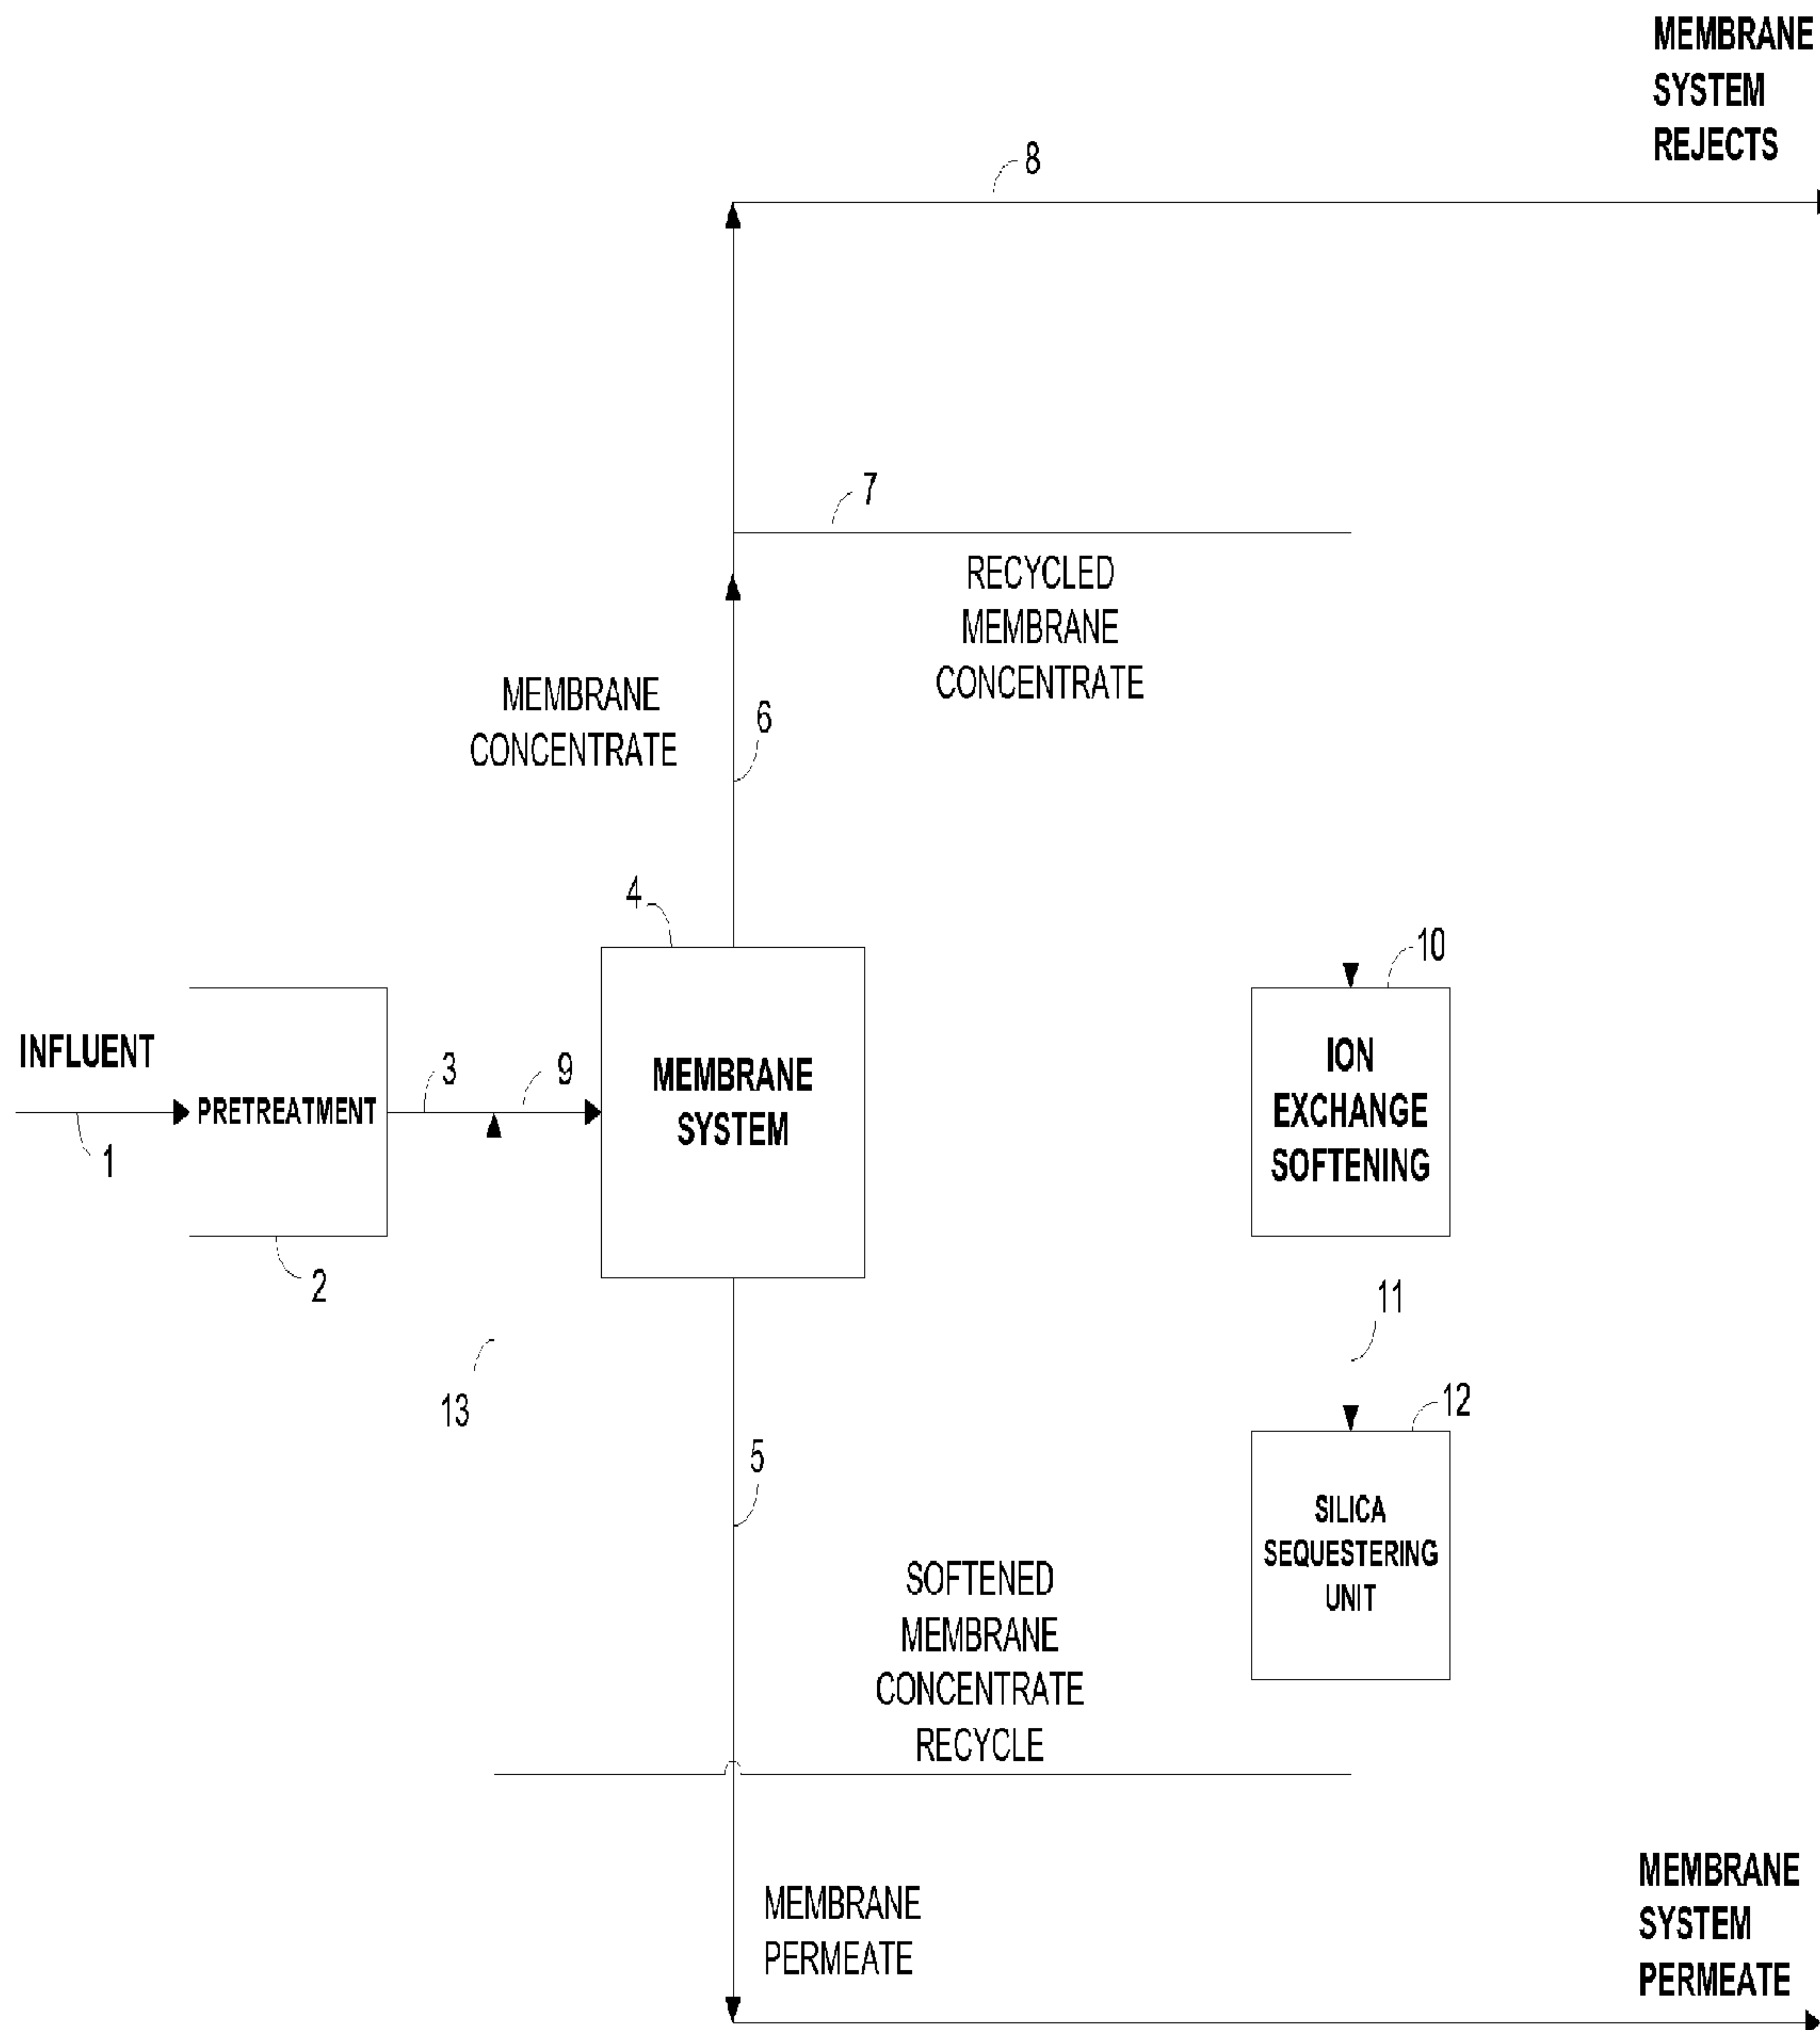 MEMBRANE
SYSTEM
REJECTS
8
7
RECYCLED
MEMBRANE
CONCENTRATE
MEMBRANE
CONCENTRATE
6
4
10
INFLUENT
3
9
MEMBRANE
SYSTEM
ION
EXCHANGE
SOFTENING
PRETREATMENT
1
2
11
13
12
5
SILICA
SEQUESTERING
UNIT
SOFTENED
MEMBRANE
CONCENTRATE
RECYCLE
MEMBRANE
PERMEATE
MEMBRANE
SYSTEM
PERMEATE